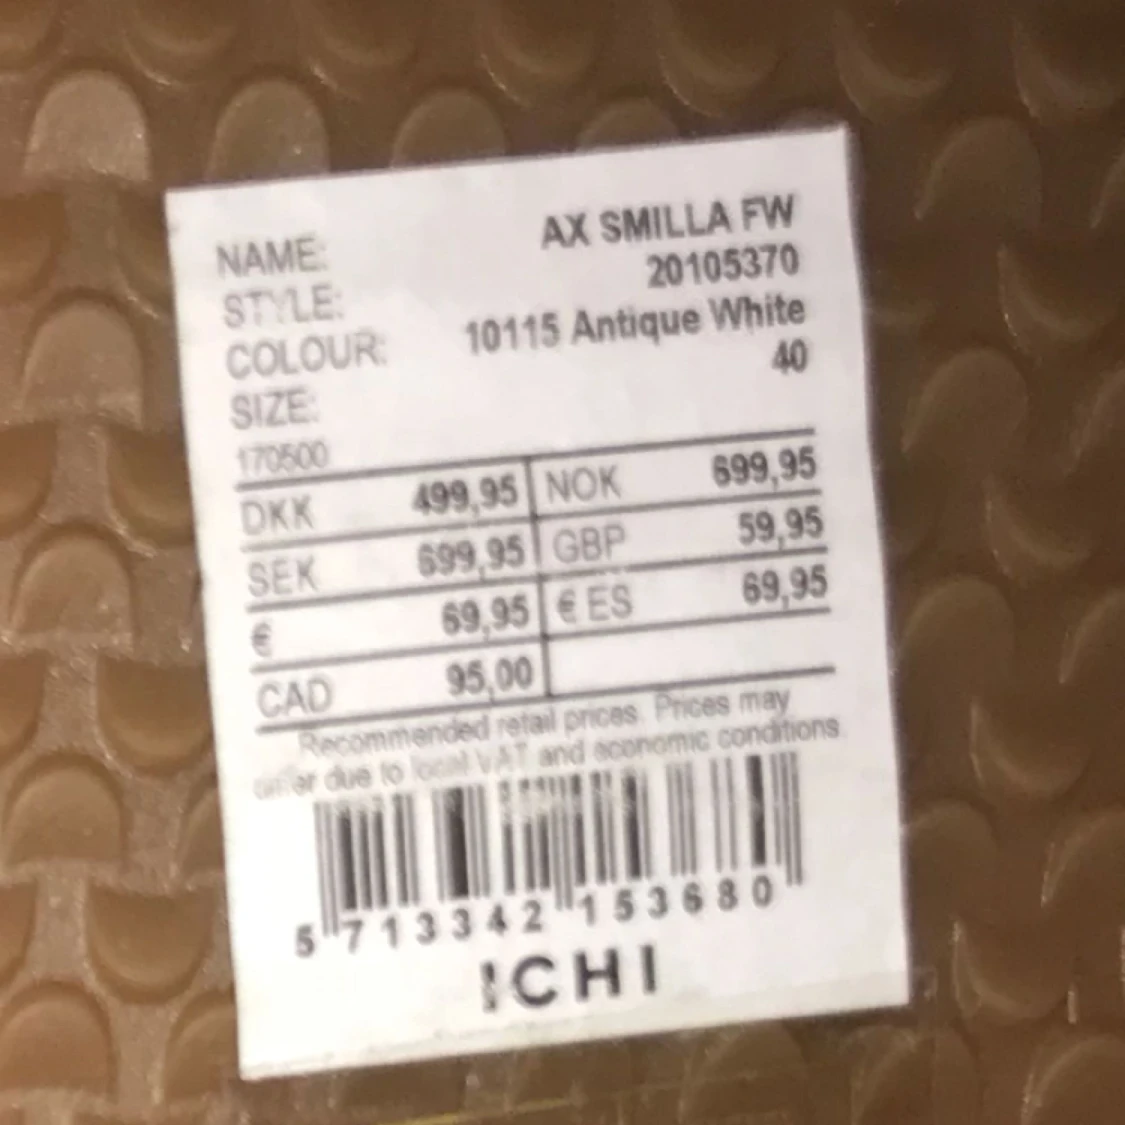 NAME: AX SMILLA FW
STYLE: 20105370
COLOUR: 10115 Antique White
SIZE: 40
170500
DKK 499,95 NOK 699,95
SEK 699,95 GBP 59,95
€ 69,95 € ES 69,95
CAD 95,00
Recommended retail prices. Prices may
differ due to local VAT and economic conditions.
5 713342 153680
!CHI